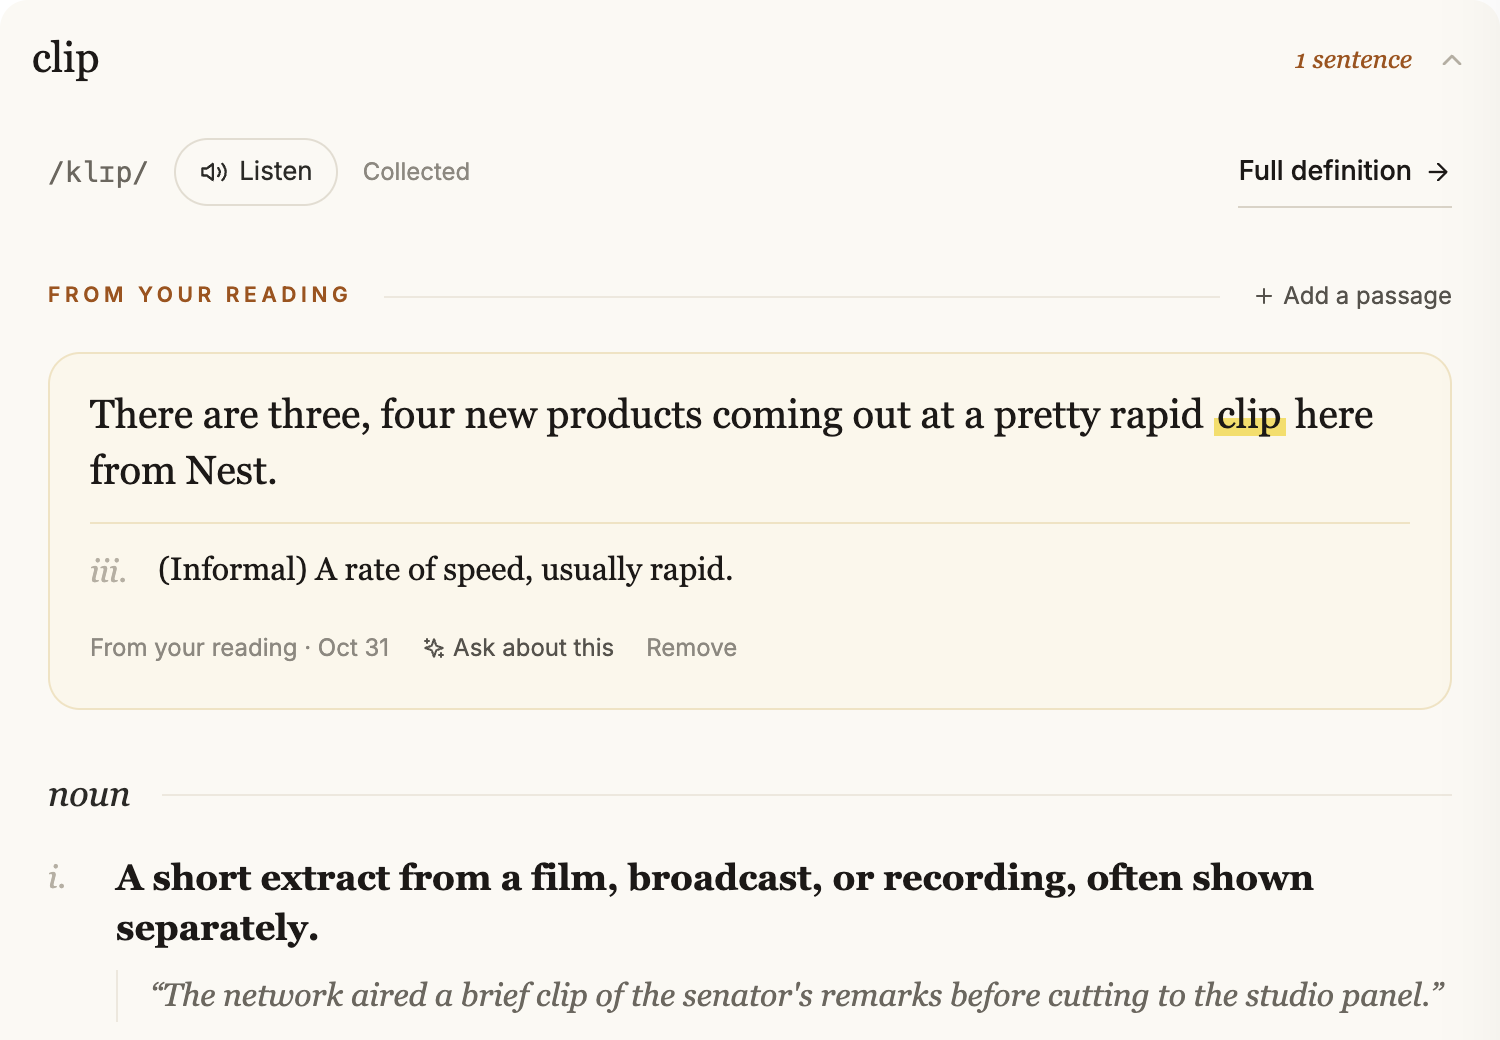 clip
1 sentence
/klɪp/
Listen
Collected
Full definition →
FROM YOUR READING
+ Add a passage
There are three, four new products coming out at a pretty rapid clip here
from Nest.
iii. (Informal) A rate of speed, usually rapid.
From your reading · Oct 31
Ask about this
Remove
noun
i. A short extract from a film, broadcast, or recording, often shown
separately.
“The network aired a brief clip of the senator's remarks before cutting to the studio panel.”